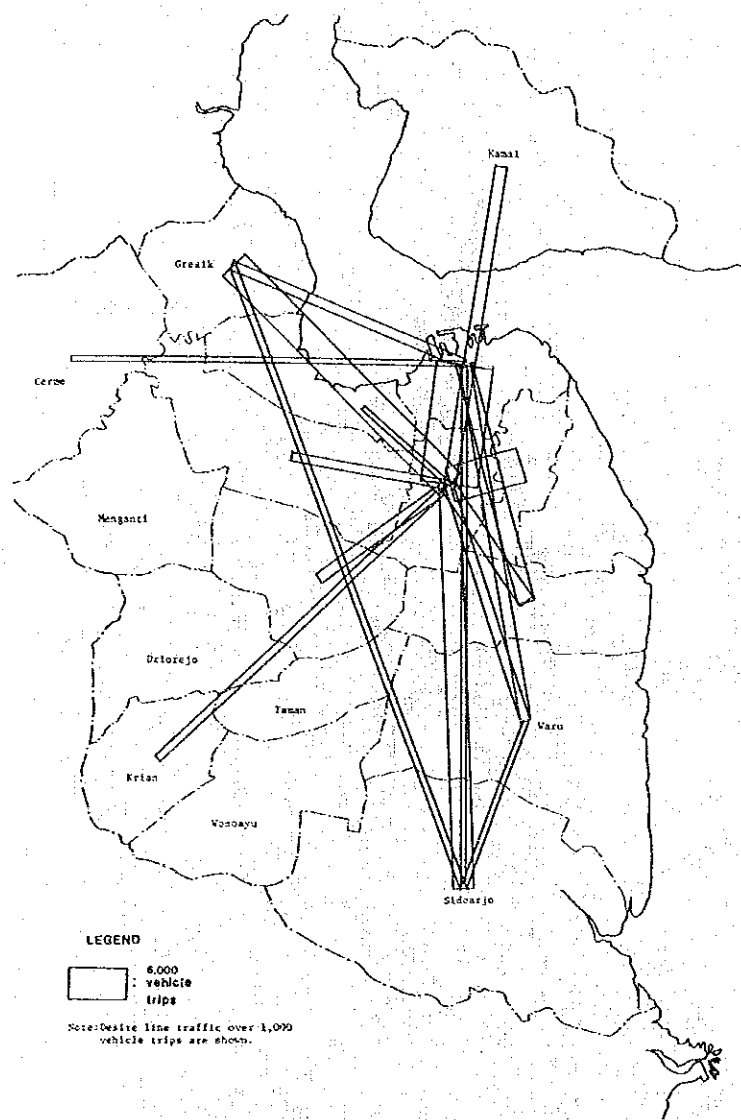 Kamal
Gresik
Cerme
Menganti
Driorejo
Taman
Waru
Krian
Wonoayu
Sidoarjo
LEGEND
6,000
: vehicle
trips
Note:Desire line traffic over 1,000
vehicle trips are shown.